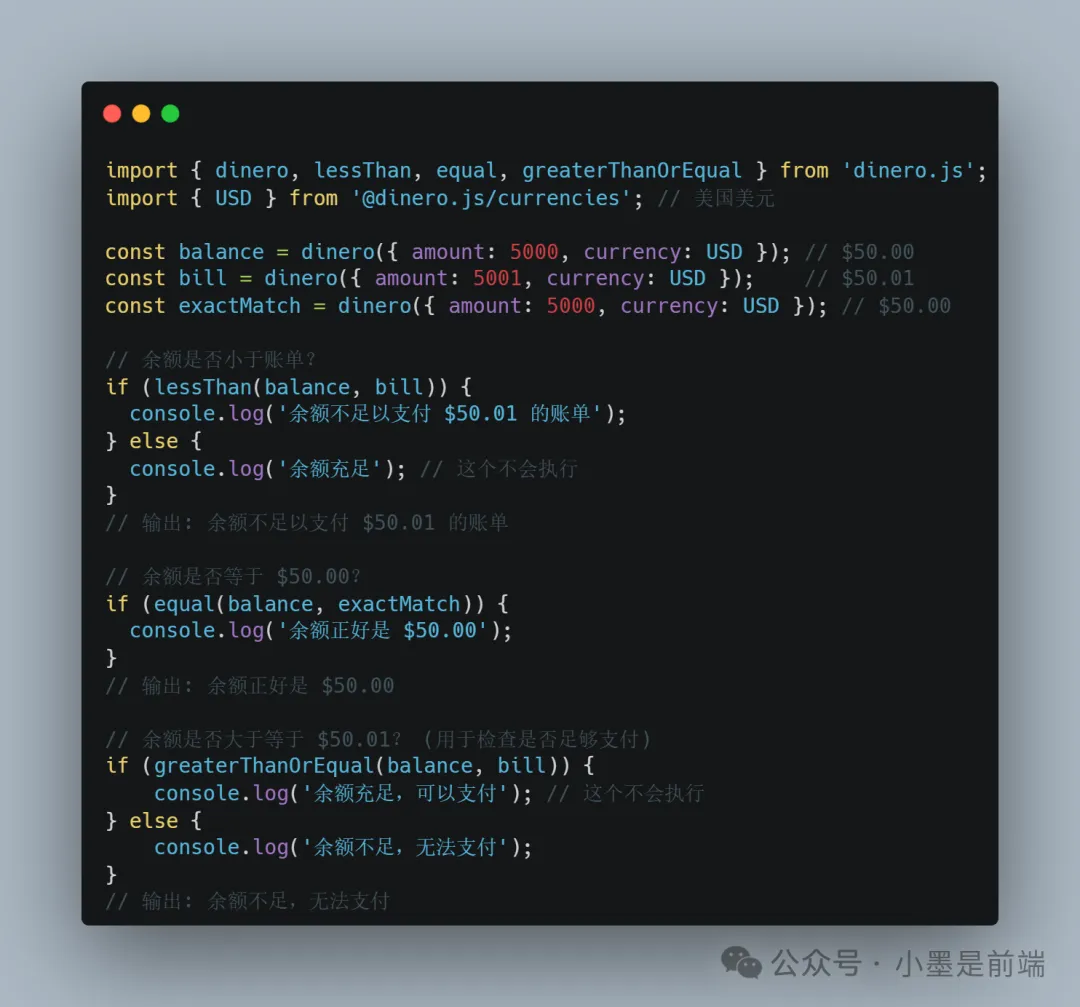 import { dinero, lessThan, equal, greaterThanOrEqual } from 'dinero.js';
import { USD } from '@dinero.js/currencies'; // 美国美元

const balance = dinero({ amount: 5000, currency: USD }); // $50.00
const bill = dinero({ amount: 5001, currency: USD });    // $50.01
const exactMatch = dinero({ amount: 5000, currency: USD }); // $50.00

// 余额是否小于账单?
if (lessThan(balance, bill)) {
  console.log('余额不足以支付 $50.01 的账单');
} else {
  console.log('余额充足'); // 这个不会执行
}
// 输出: 余额不足以支付 $50.01 的账单

// 余额是否等于 $50.00?
if (equal(balance, exactMatch)) {
  console.log('余额正好是 $50.00');
}
// 输出: 余额正好是 $50.00

// 余额是否大于等于 $50.01? (用于检查是否足够支付)
if (greaterThanOrEqual(balance, bill)) {
    console.log('余额充足，可以支付'); // 这个不会执行
} else {
    console.log('余额不足，无法支付');
}
// 输出: 余额不足，无法支付
公众号 · 小墨是前端